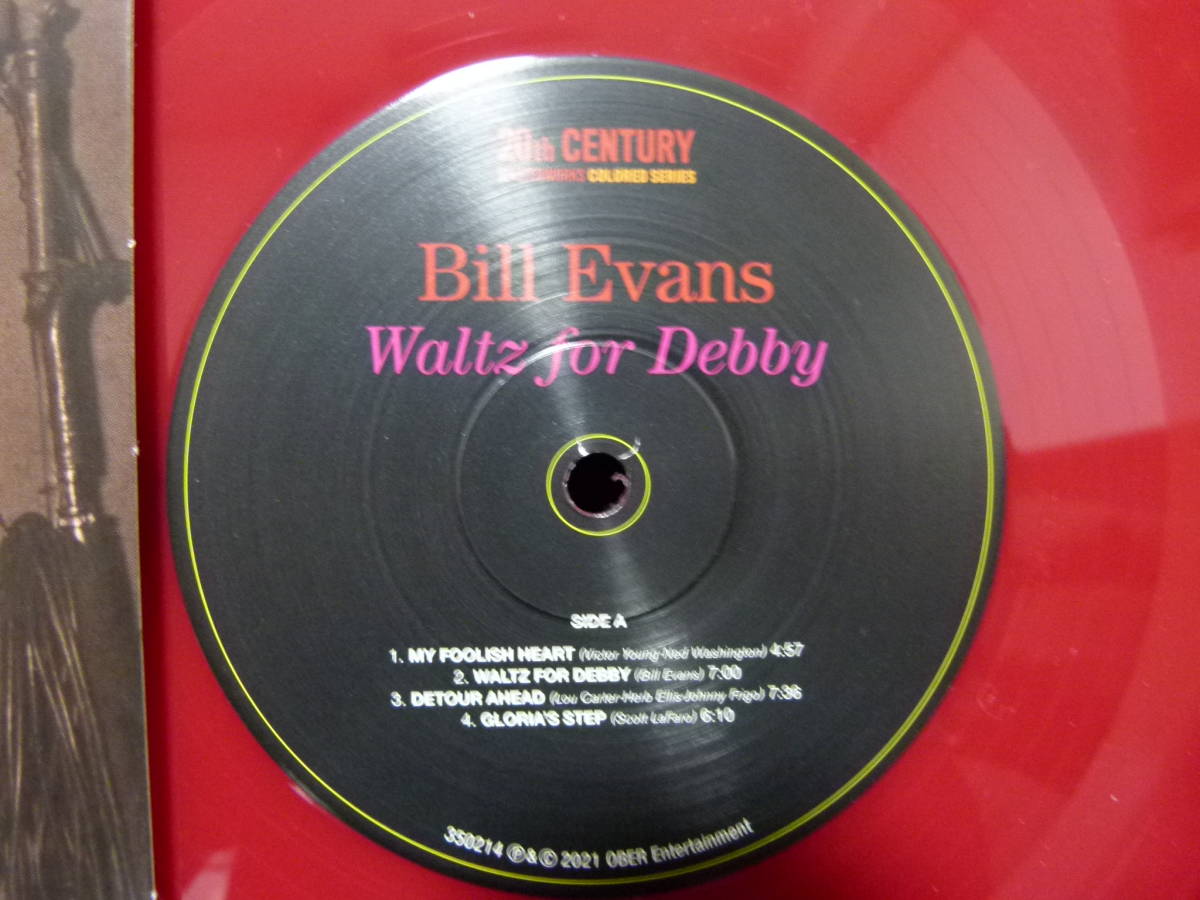 20th CENTURY
MASTERWORKS COLORED SERIES
Bill Evans
Waltz for Debby
SIDE A
1. MY FOOLISH HEART (Victor Young-Ned Washington) 4:57
2. WALTZ FOR DEBBY (Bill Evans) 7:00
3. DETOUR AHEAD (Lou Carter-Herb Ellis-Johnny Frigo) 7:36
4. GLORIA'S STEP (Scott LaFaro) 6:10
350214 ℗ & © 2021 OBER Entertainment